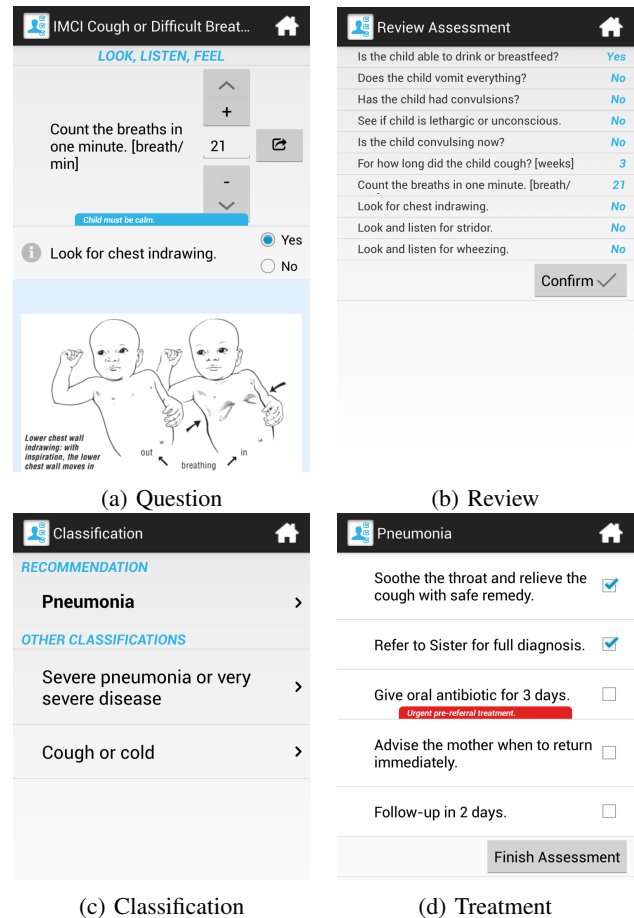 IMCI Cough or Difficult Breat...
LOOK, LISTEN, FEEL
Count the breaths in
one minute. [breath/
min]
+
21
-
Child must be calm.
Look for chest indrawing.
Yes
No
Lower chest wall
indrawing: with
inspiration, the lower
chest wall moves in
out
breathing
in
(a) Question
Review Assessment
Is the child able to drink or breastfeed? Yes
Does the child vomit everything? No
Has the child had convulsions? No
See if child is lethargic or unconscious. No
Is the child convulsing now? No
For how long did the child cough? [weeks] 3
Count the breaths in one minute. [breath/ 21
Look for chest indrawing. No
Look and listen for stridor. No
Look and listen for wheezing. No
Confirm
(b) Review
Classification
RECOMMENDATION
Pneumonia
OTHER CLASSIFICATIONS
Severe pneumonia or very
severe disease
Cough or cold
(c) Classification
Pneumonia
Soothe the throat and relieve the
cough with safe remedy.
Refer to Sister for full diagnosis.
Give oral antibiotic for 3 days.
Urgent pre-referral treatment.
Advise the mother when to return
immediately.
Follow-up in 2 days.
Finish Assessment
(d) Treatment